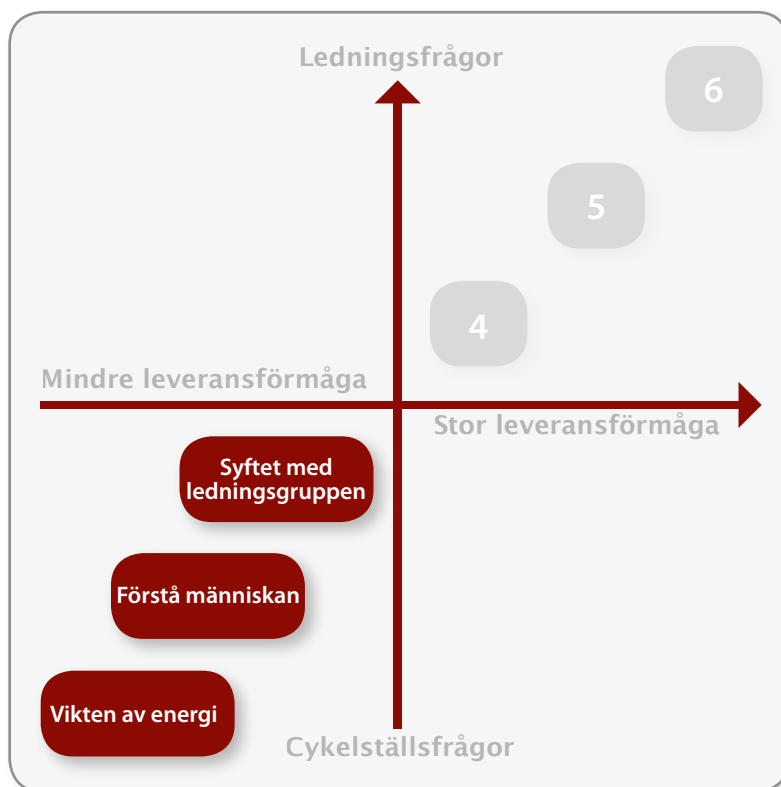 Ledningsfrågor
6
5
4
Mindre leveransförmåga
Stor leveransförmåga
Syftet med
ledningsgruppen
Förstå människan
Vikten av energi
Cykelställsfrågor